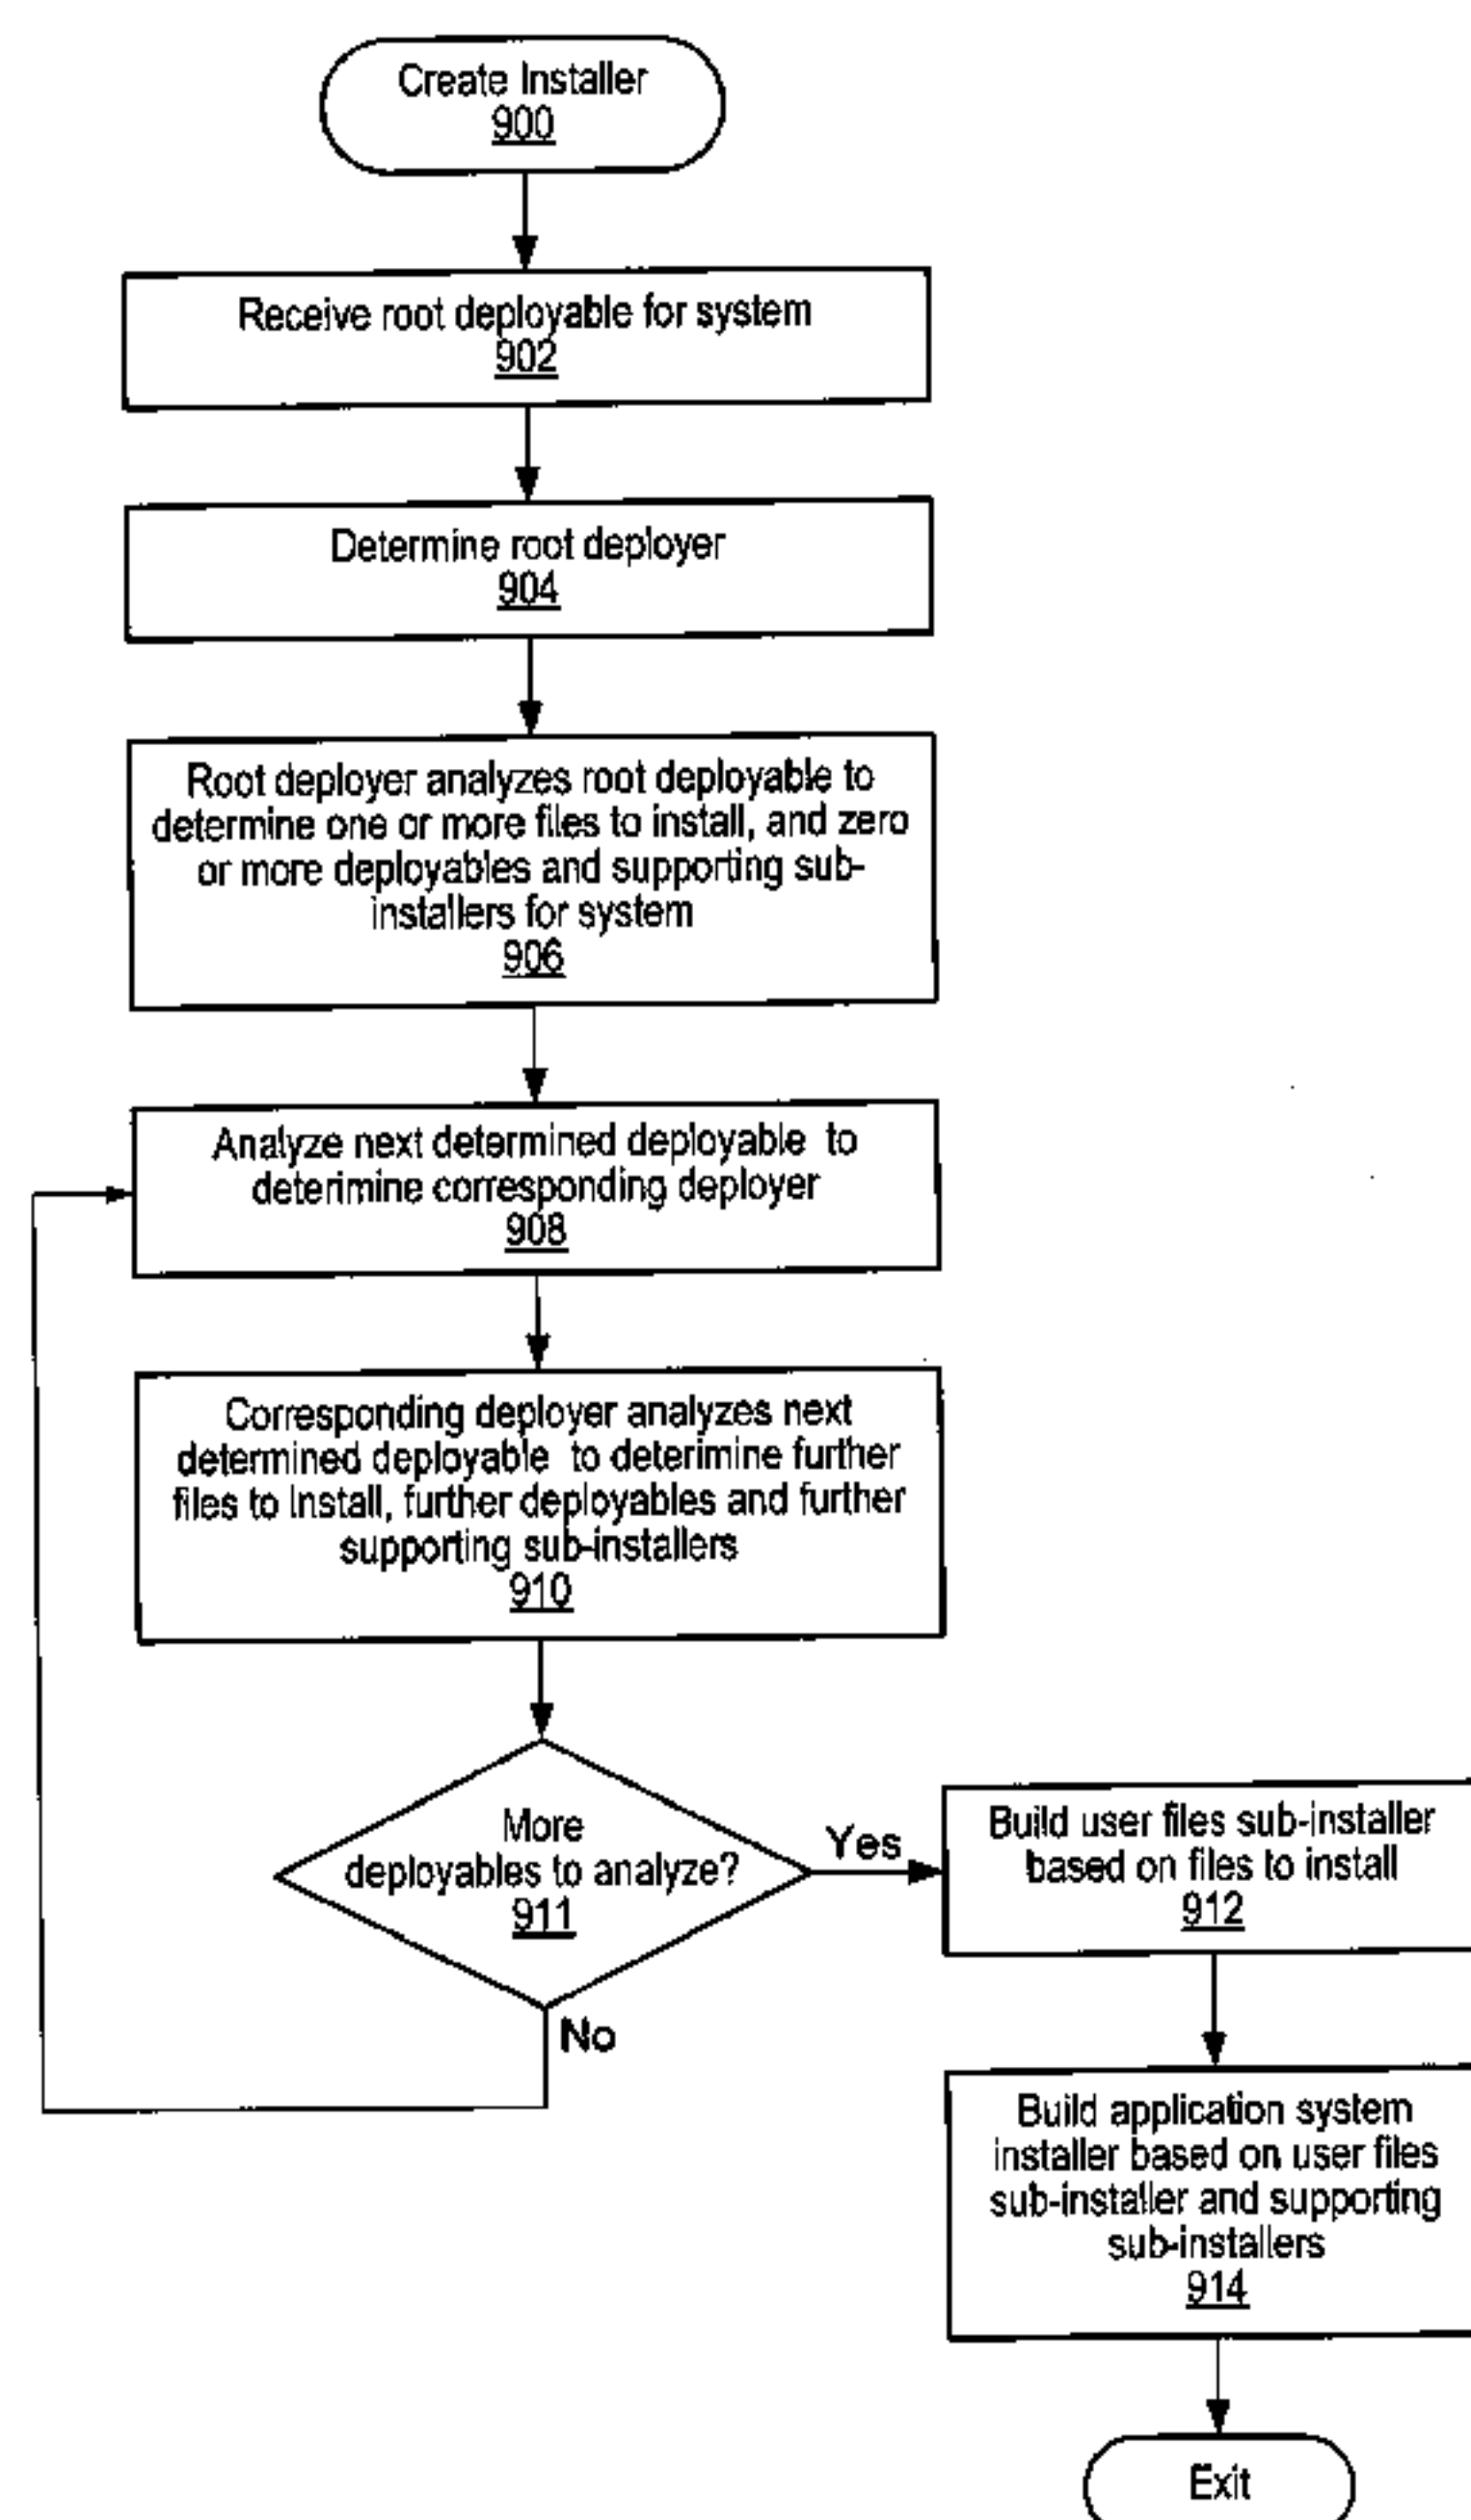 Create Installer
900
Receive root deployable for system
902
Determine root deployer
904
Root deployer analyzes root deployable to
determine one or more files to install, and zero
or more deployables and supporting sub-
installers for system
906
Analyze next determined deployable to
deterimine corresponding deployer
908
Corresponding deployer analyzes next
determined deployable to deterimine further
files to install, further deployables and further
supporting sub-installers
910
More
deployables to analyze?
911
Yes
No
Build user files sub-installer
based on files to install
912
Build application system
installer based on user files
sub-installer and supporting
sub-installers
914
Exit